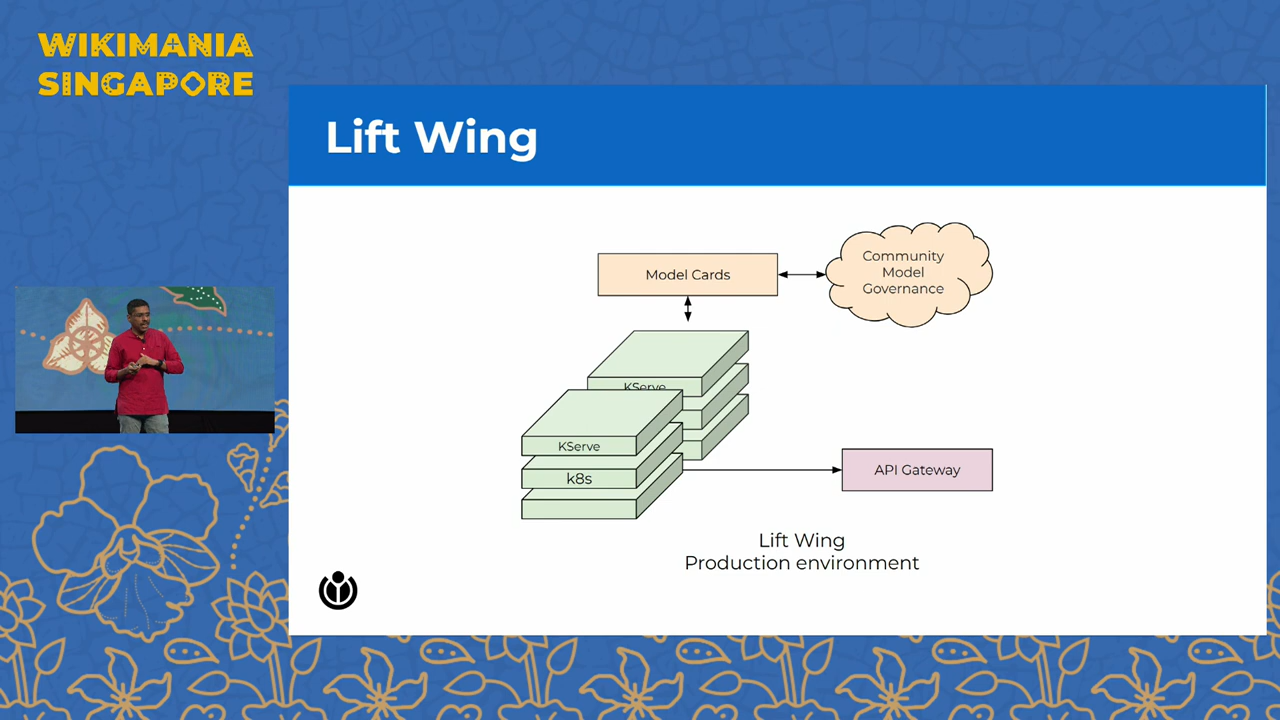 WIKIMANIA
SINGAPORE
Lift Wing
Model Cards
Community
Model
Governance
KServe
KServe
k8s
API Gateway
Lift Wing
Production environment